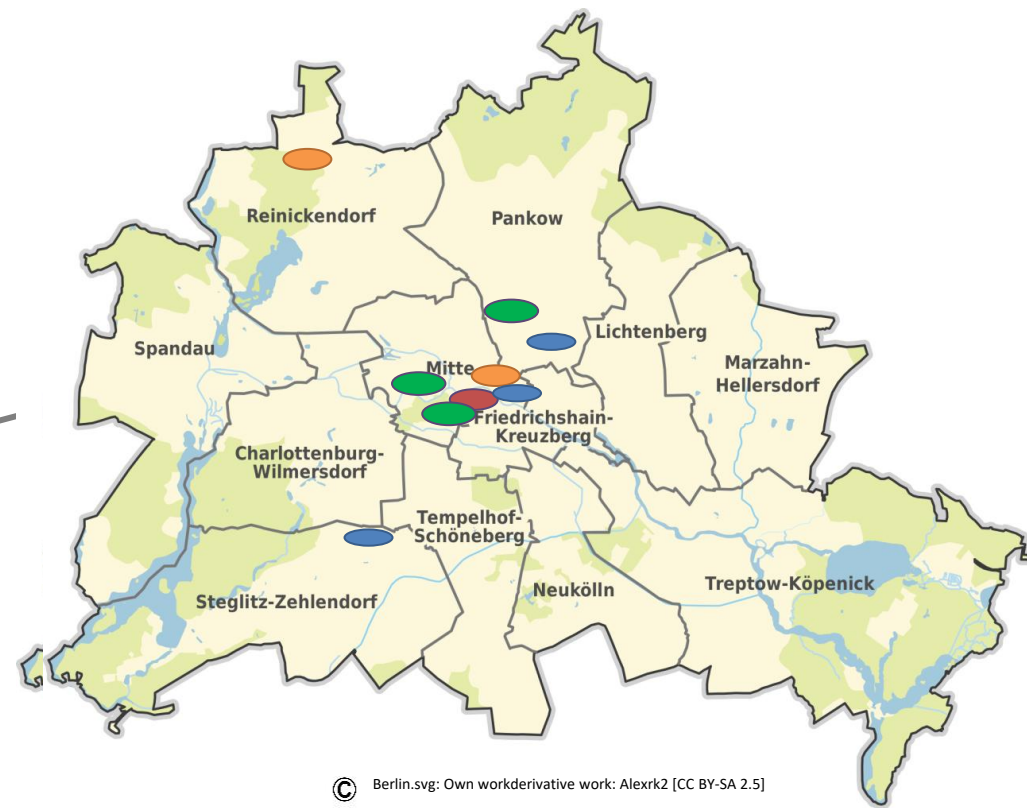 Reinickendorf
Pankow
Spandau
Lichtenberg
Mitte
Marzahn-
Hellersdorf
Friedrichshain-
Kreuzberg
Charlottenburg-
Wilmersdorf
Tempelhof-
Schöneberg
Steglitz-Zehlendorf
Neukölln
Treptow-Köpenick
© Berlin.svg: Own workderivative work: Alexrk2 [CC BY-SA 2.5]